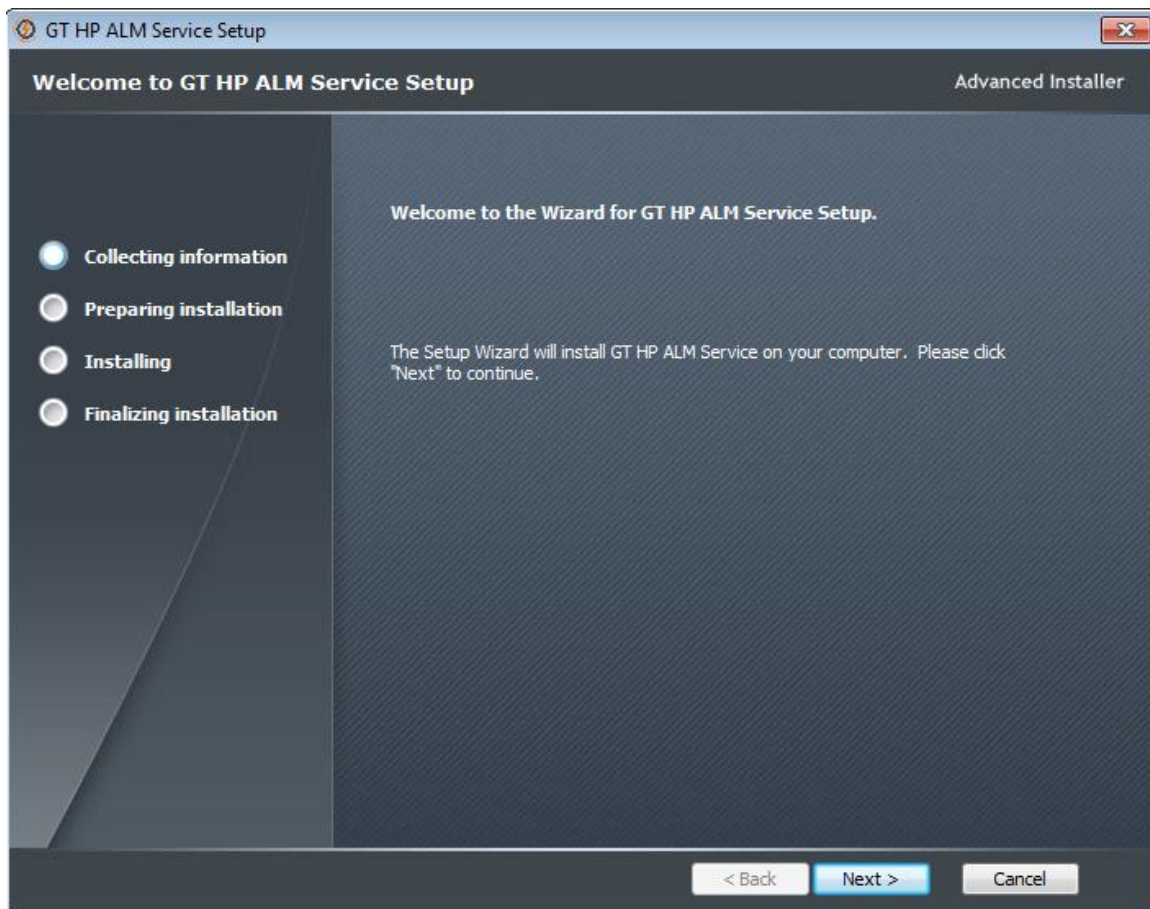 GT HP ALM Service Setup
Welcome to GT HP ALM Service Setup
Advanced Installer
Collecting information
Preparing installation
Installing
Finalizing installation
Welcome to the Wizard for GT HP ALM Service Setup.
The Setup Wizard will install GT HP ALM Service on your computer.  Please click
"Next" to continue.
< Back
Next >
Cancel